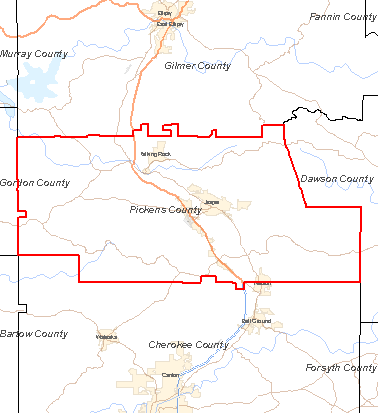 Ellijay
Fannin County
East Ellijay
Murray County
Gilmer County
Talking Rock
Gordon County
Dawson County
Jasper
Pickens County
Nelson
Ball Ground
Bartow County
Waleska
Cherokee County
Forsyth County
Canton